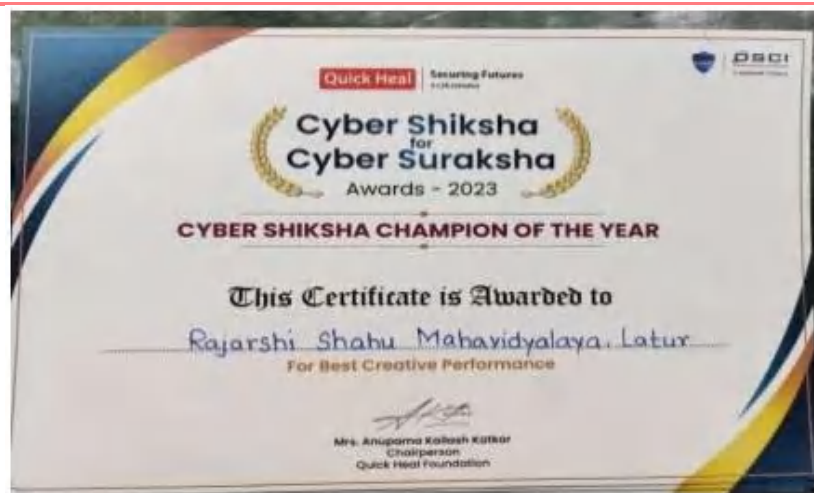 Quick Heal
Securing Futures
DSCI
Cyber Shiksha
for
Cyber Suraksha
Awards - 2023
CYBER SHIKSHA CHAMPION OF THE YEAR
This Certificate is Awarded to
Rajarshi Shahu Mahavidyalaya, Latur
For Best Creative Performance
Mrs. Anupama Kailash Katkar
Chairperson
Quick Heal Foundation